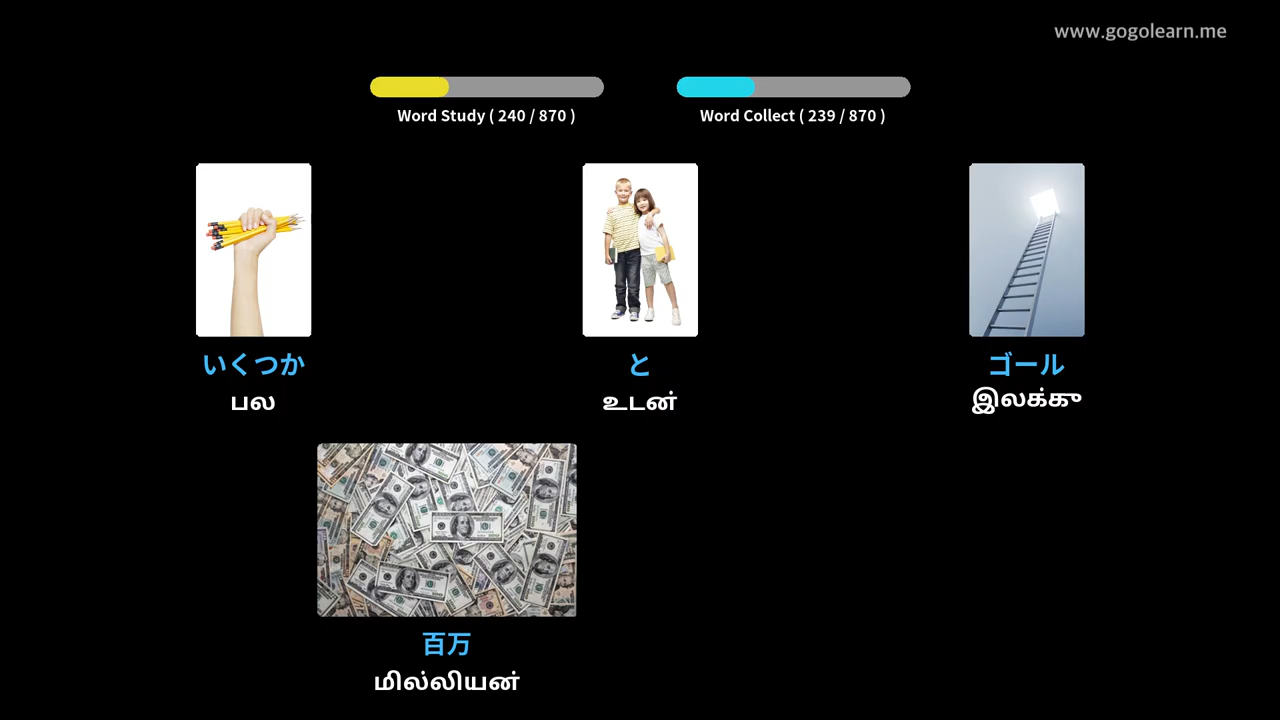 www.gogolearn.me
Word Study ( 240 / 870 )
Word Collect ( 239 / 870 )
いくつか
பல
と
உடன்
ゴール
இலக்கு
百万
மில்லியன்